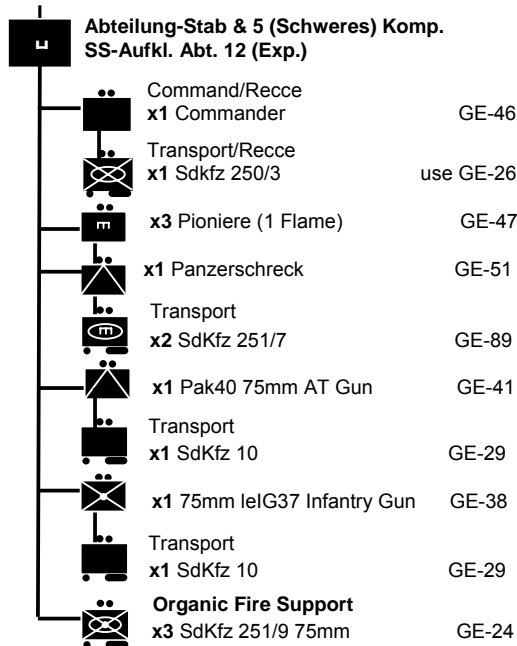 Abteilung-Stab & 5 (Schweres) Komp.
SS-Aufkl. Abt. 12 (Exp.)
Command/Recce
x1 Commander GE-46
Transport/Recce
x1 Sdkfz 250/3 use GE-26
x3 Pioniere (1 Flame) GE-47
x1 Panzerschreck GE-51
Transport
x2 SdKfz 251/7 GE-89
x1 Pak40 75mm AT Gun GE-41
Transport
x1 SdKfz 10 GE-29
x1 75mm leIG37 Infantry Gun GE-38
Transport
x1 SdKfz 10 GE-29
Organic Fire Support
x3 SdKfz 251/9 75mm GE-24